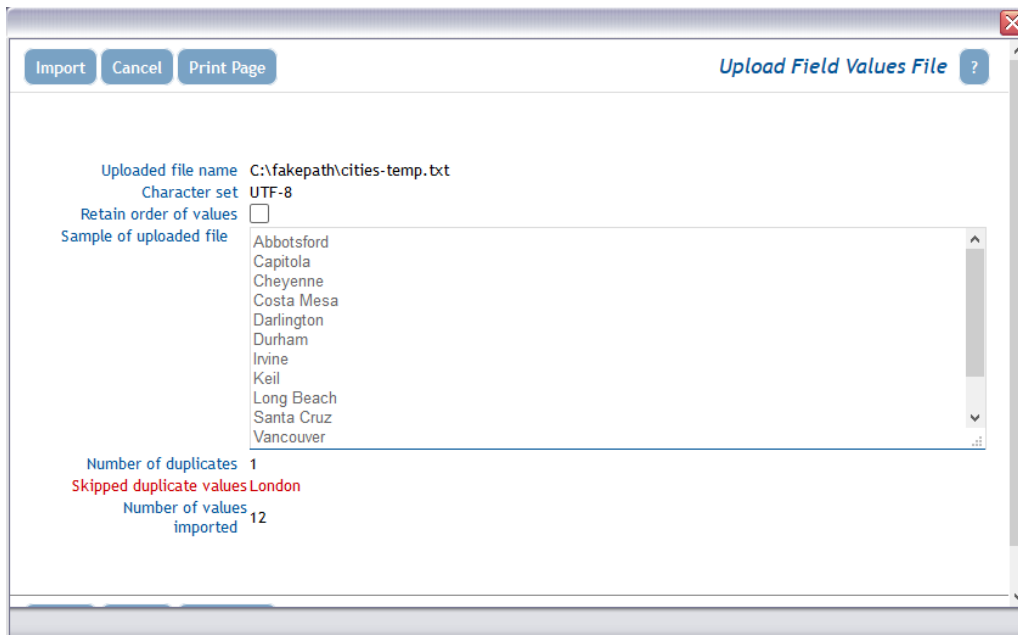 Import Cancel Print Page Upload Field Values File ?
Uploaded file name C:\fakepath\cities-temp.txt
Character set UTF-8
Retain order of values
Sample of uploaded file
Abbotsford
Capitola
Cheyenne
Costa Mesa
Darlington
Durham
Irvine
Keil
Long Beach
Santa Cruz
Vancouver
Number of duplicates 1
Skipped duplicate values London
Number of values
imported 12